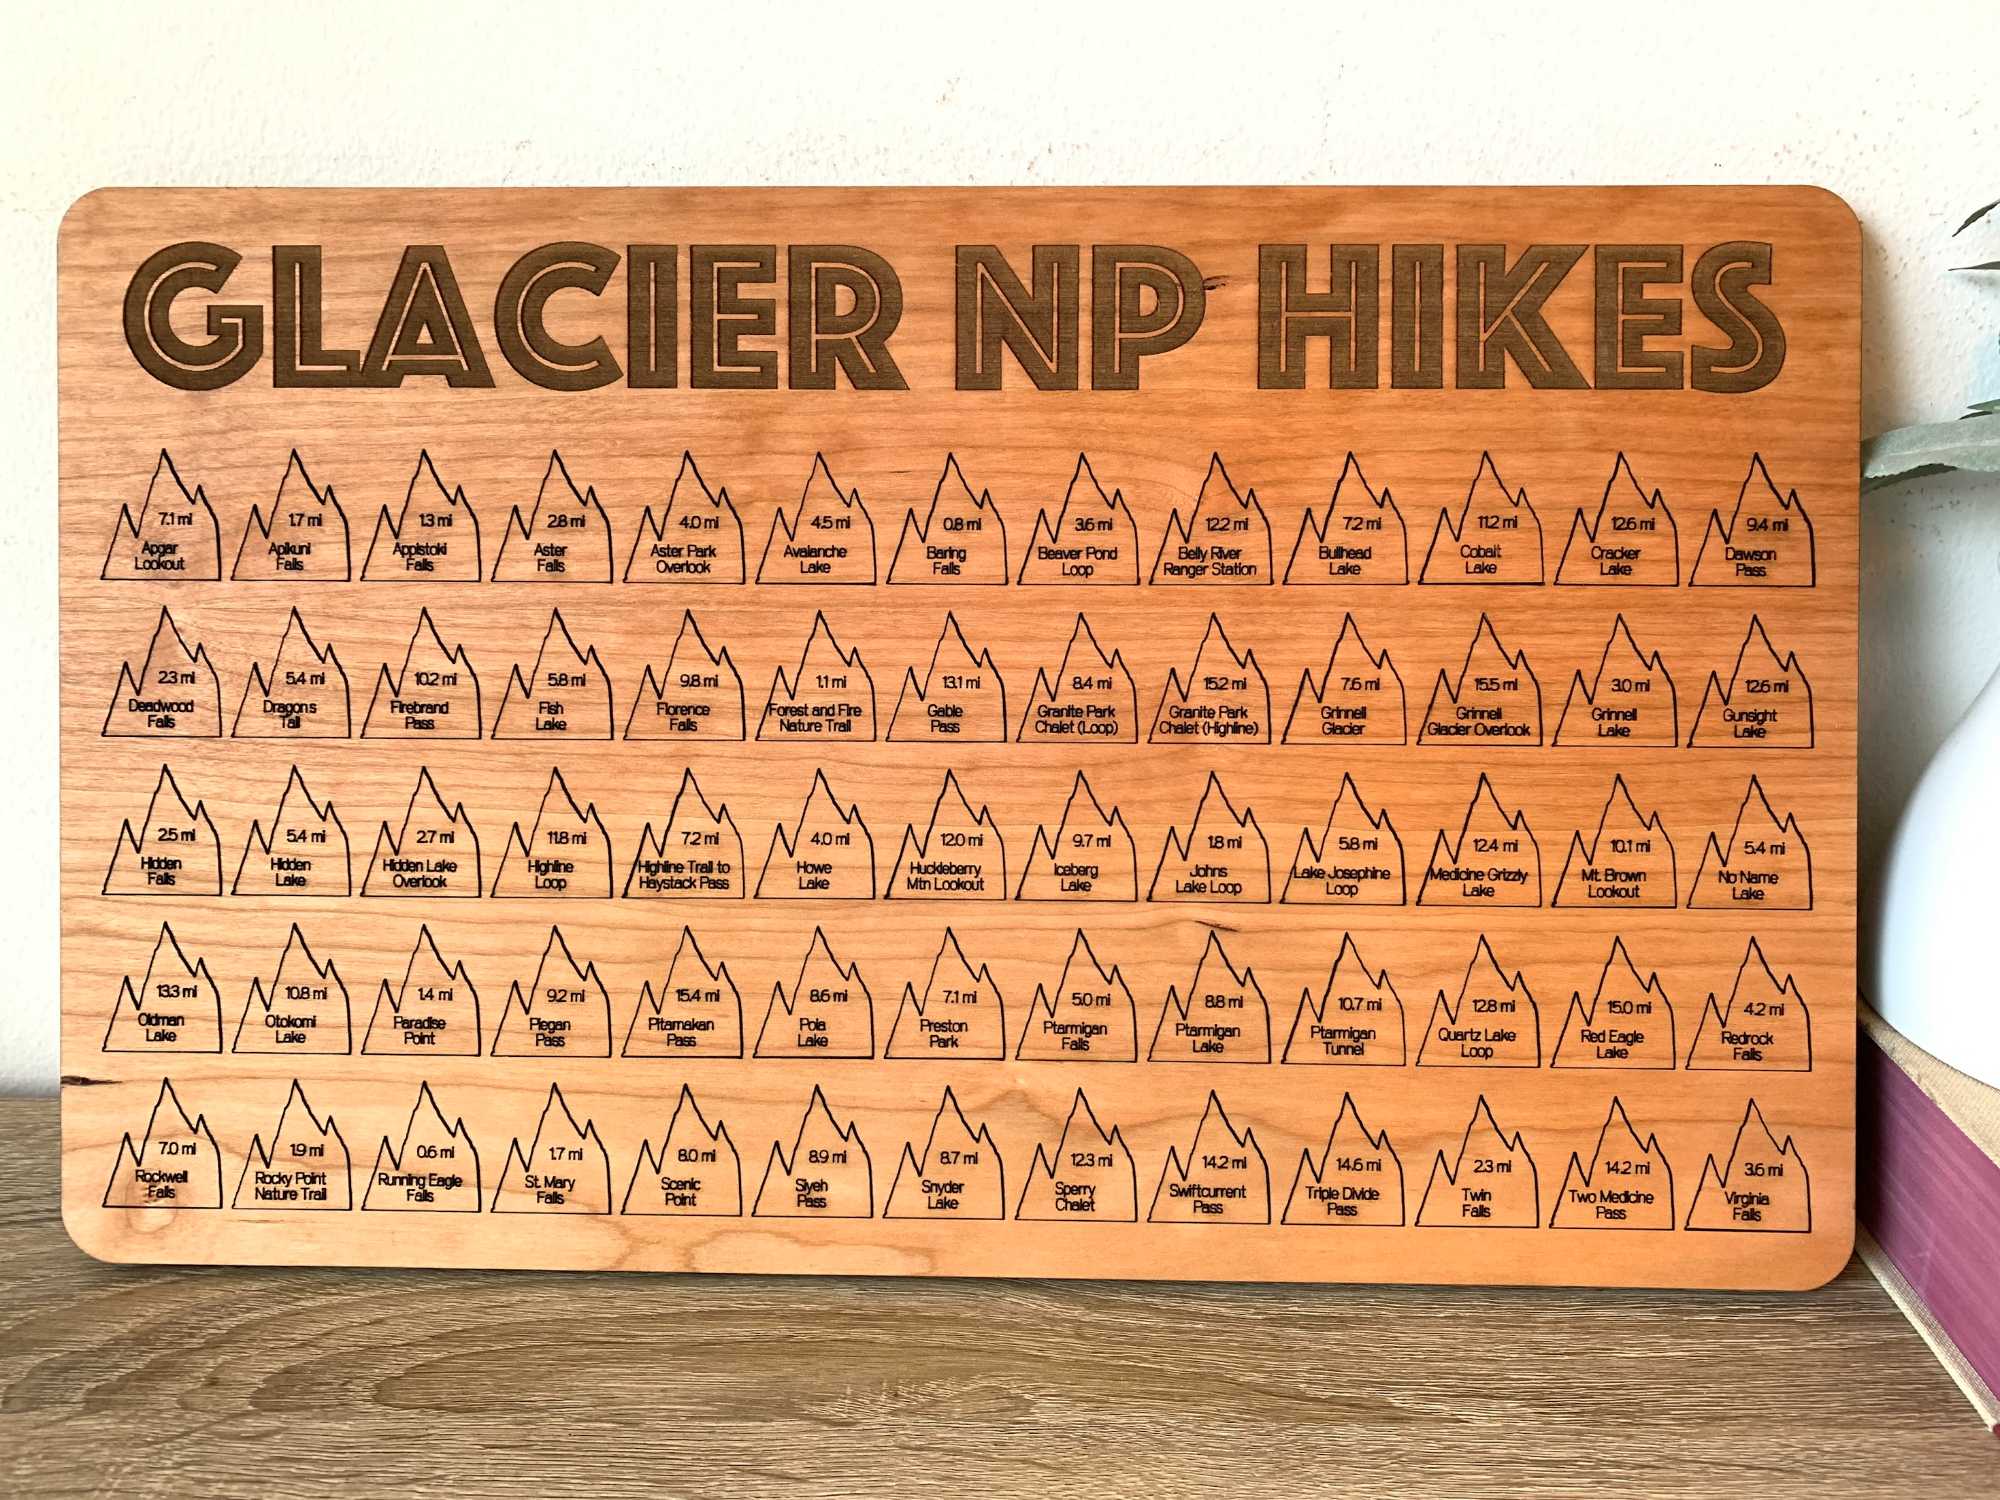 GLACIER NP HIKES
7.1 mi
Apgar
Lookout
1.7 mi
Apikuni
Falls
1.3 mi
Appistoki
Falls
2.8 mi
Aster
Falls
4.0 mi
Aster Park
Overlook
4.5 mi
Avalanche
Lake
0.8 mi
Baring
Falls
3.6 mi
Beaver Pond
Loop
12.2 mi
Belly River
Ranger Station
7.2 mi
Bullhead
Lake
11.2 mi
Cobalt
Lake
12.6 mi
Cracker
Lake
9.4 mi
Dawson
Pass
2.3 mi
Deadwood
Falls
5.4 mi
Dragons
Tail
10.2 mi
Firebrand
Pass
5.8 mi
Fish
Lake
9.8 mi
Florence
Falls
1.1 mi
Forest and Fire
Nature Trail
13.1 mi
Gable
Pass
8.4 mi
Granite Park
Chalet (Loop)
15.2 mi
Granite Park
Chalet (Highline)
7.6 mi
Grinnell
Glacier
15.5 mi
Grinnell
Glacier Overlook
3.0 mi
Grinnell
Lake
12.6 mi
Gunsight
Lake
2.5 mi
Hidden
Falls
5.4 mi
Hidden
Lake
2.7 mi
Hidden Lake
Overlook
11.8 mi
Highline
Loop
7.2 mi
Highline Trail to
Haystack Pass
4.0 mi
Howe
Lake
12.0 mi
Huckleberry
Mtn Lookout
9.7 mi
Iceberg
Lake
1.8 mi
Johns
Lake Loop
5.8 mi
Lake Josephine
Loop
12.4 mi
Medicine Grizzly
Lake
10.1 mi
Mt. Brown
Lookout
5.4 mi
No Name
Lake
13.3 mi
Oldman
Lake
10.8 mi
Otokomi
Lake
1.4 mi
Paradise
Point
9.2 mi
Piegan
Pass
15.4 mi
Pitamakan
Pass
8.6 mi
Poia
Lake
7.1 mi
Preston
Park
5.0 mi
Ptarmigan
Falls
8.8 mi
Ptarmigan
Lake
10.7 mi
Ptarmigan
Tunnel
12.8 mi
Quartz Lake
Loop
15.0 mi
Red Eagle
Lake
4.2 mi
Redrock
Falls
7.0 mi
Rockwell
Falls
1.9 mi
Rocky Point
Nature Trail
0.6 mi
Running Eagle
Falls
1.7 mi
St. Mary
Falls
8.0 mi
Scenic
Point
8.9 mi
Siyeh
Pass
8.7 mi
Snyder
Lake
12.3 mi
Sperry
Chalet
14.2 mi
Swiftcurrent
Pass
14.6 mi
Triple Divide
Pass
2.3 mi
Twin
Falls
14.2 mi
Two Medicine
Pass
3.6 mi
Virginia
Falls